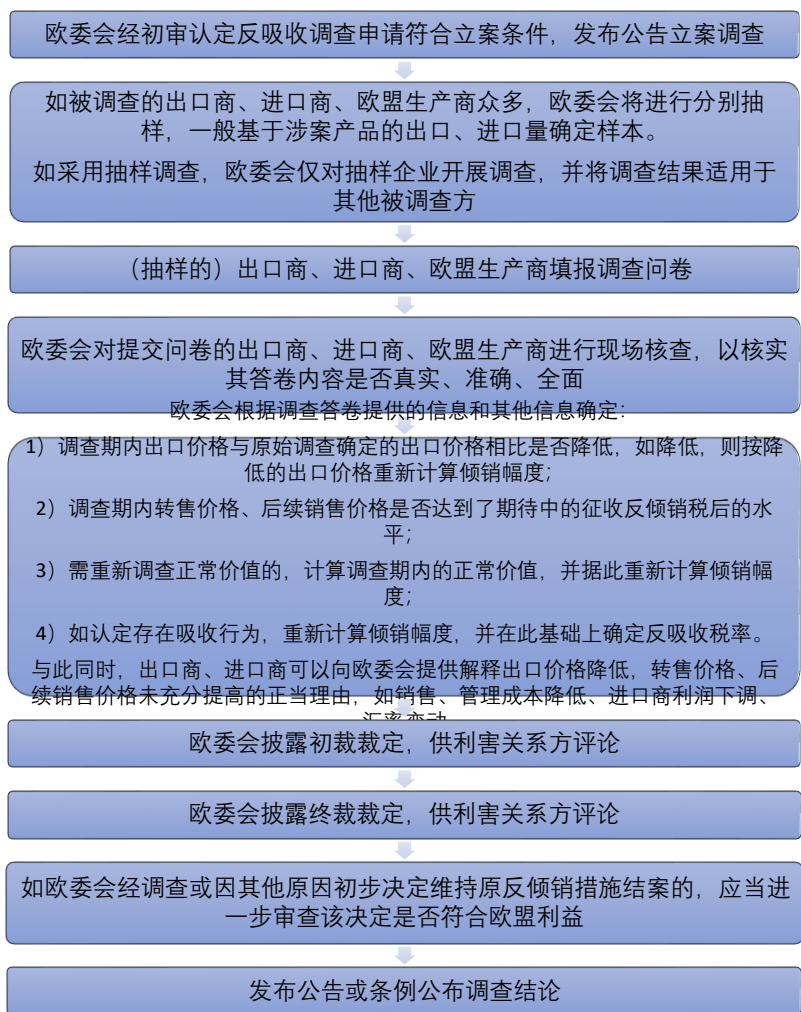 欧委会经初审认定反吸收调查申请符合立案条件，发布公告立案调查
如被调查的出口商、进口商、欧盟生产商众多，欧委会将进行分别抽
样，一般基于涉案产品的出口、进口量确定样本。
如采用抽样调查，欧委会仅对抽样企业开展调查，并将调查结果适用于
其他被调查方
（抽样的）出口商、进口商、欧盟生产商填报调查问卷
欧委会对提交问卷的出口商、进口商、欧盟生产商进行现场核查，以核实
其答卷内容是否真实、准确、全面
欧委会根据调查答卷提供的信息和其他信息确定：
1）调查期内出口价格与原始调查确定的出口价格相比是否降低，如降低，则按降
低的出口价格重新计算倾销幅度；
2）调查期内转售价格、后续销售价格是否达到了期待中的征收反倾销税后的水
平；
3）需重新调查正常价值的，计算调查期内的正常价值，并据此重新计算倾销幅
度；
4）如认定存在吸收行为，重新计算倾销幅度，并在此基础上确定反吸收税率。
与此同时，出口商、进口商可以向欧委会提供解释出口价格降低，转售价格、后
续销售价格未充分提高的正当理由，如销售、管理成本降低、进口商利润下调、
汇率变动
欧委会披露初裁裁定，供利害关系方评论
欧委会披露终裁裁定，供利害关系方评论
如欧委会经调查或因其他原因初步决定维持原反倾销措施结案的，应当进
一步审查该决定是否符合欧盟利益
发布公告或条例公布调查结论